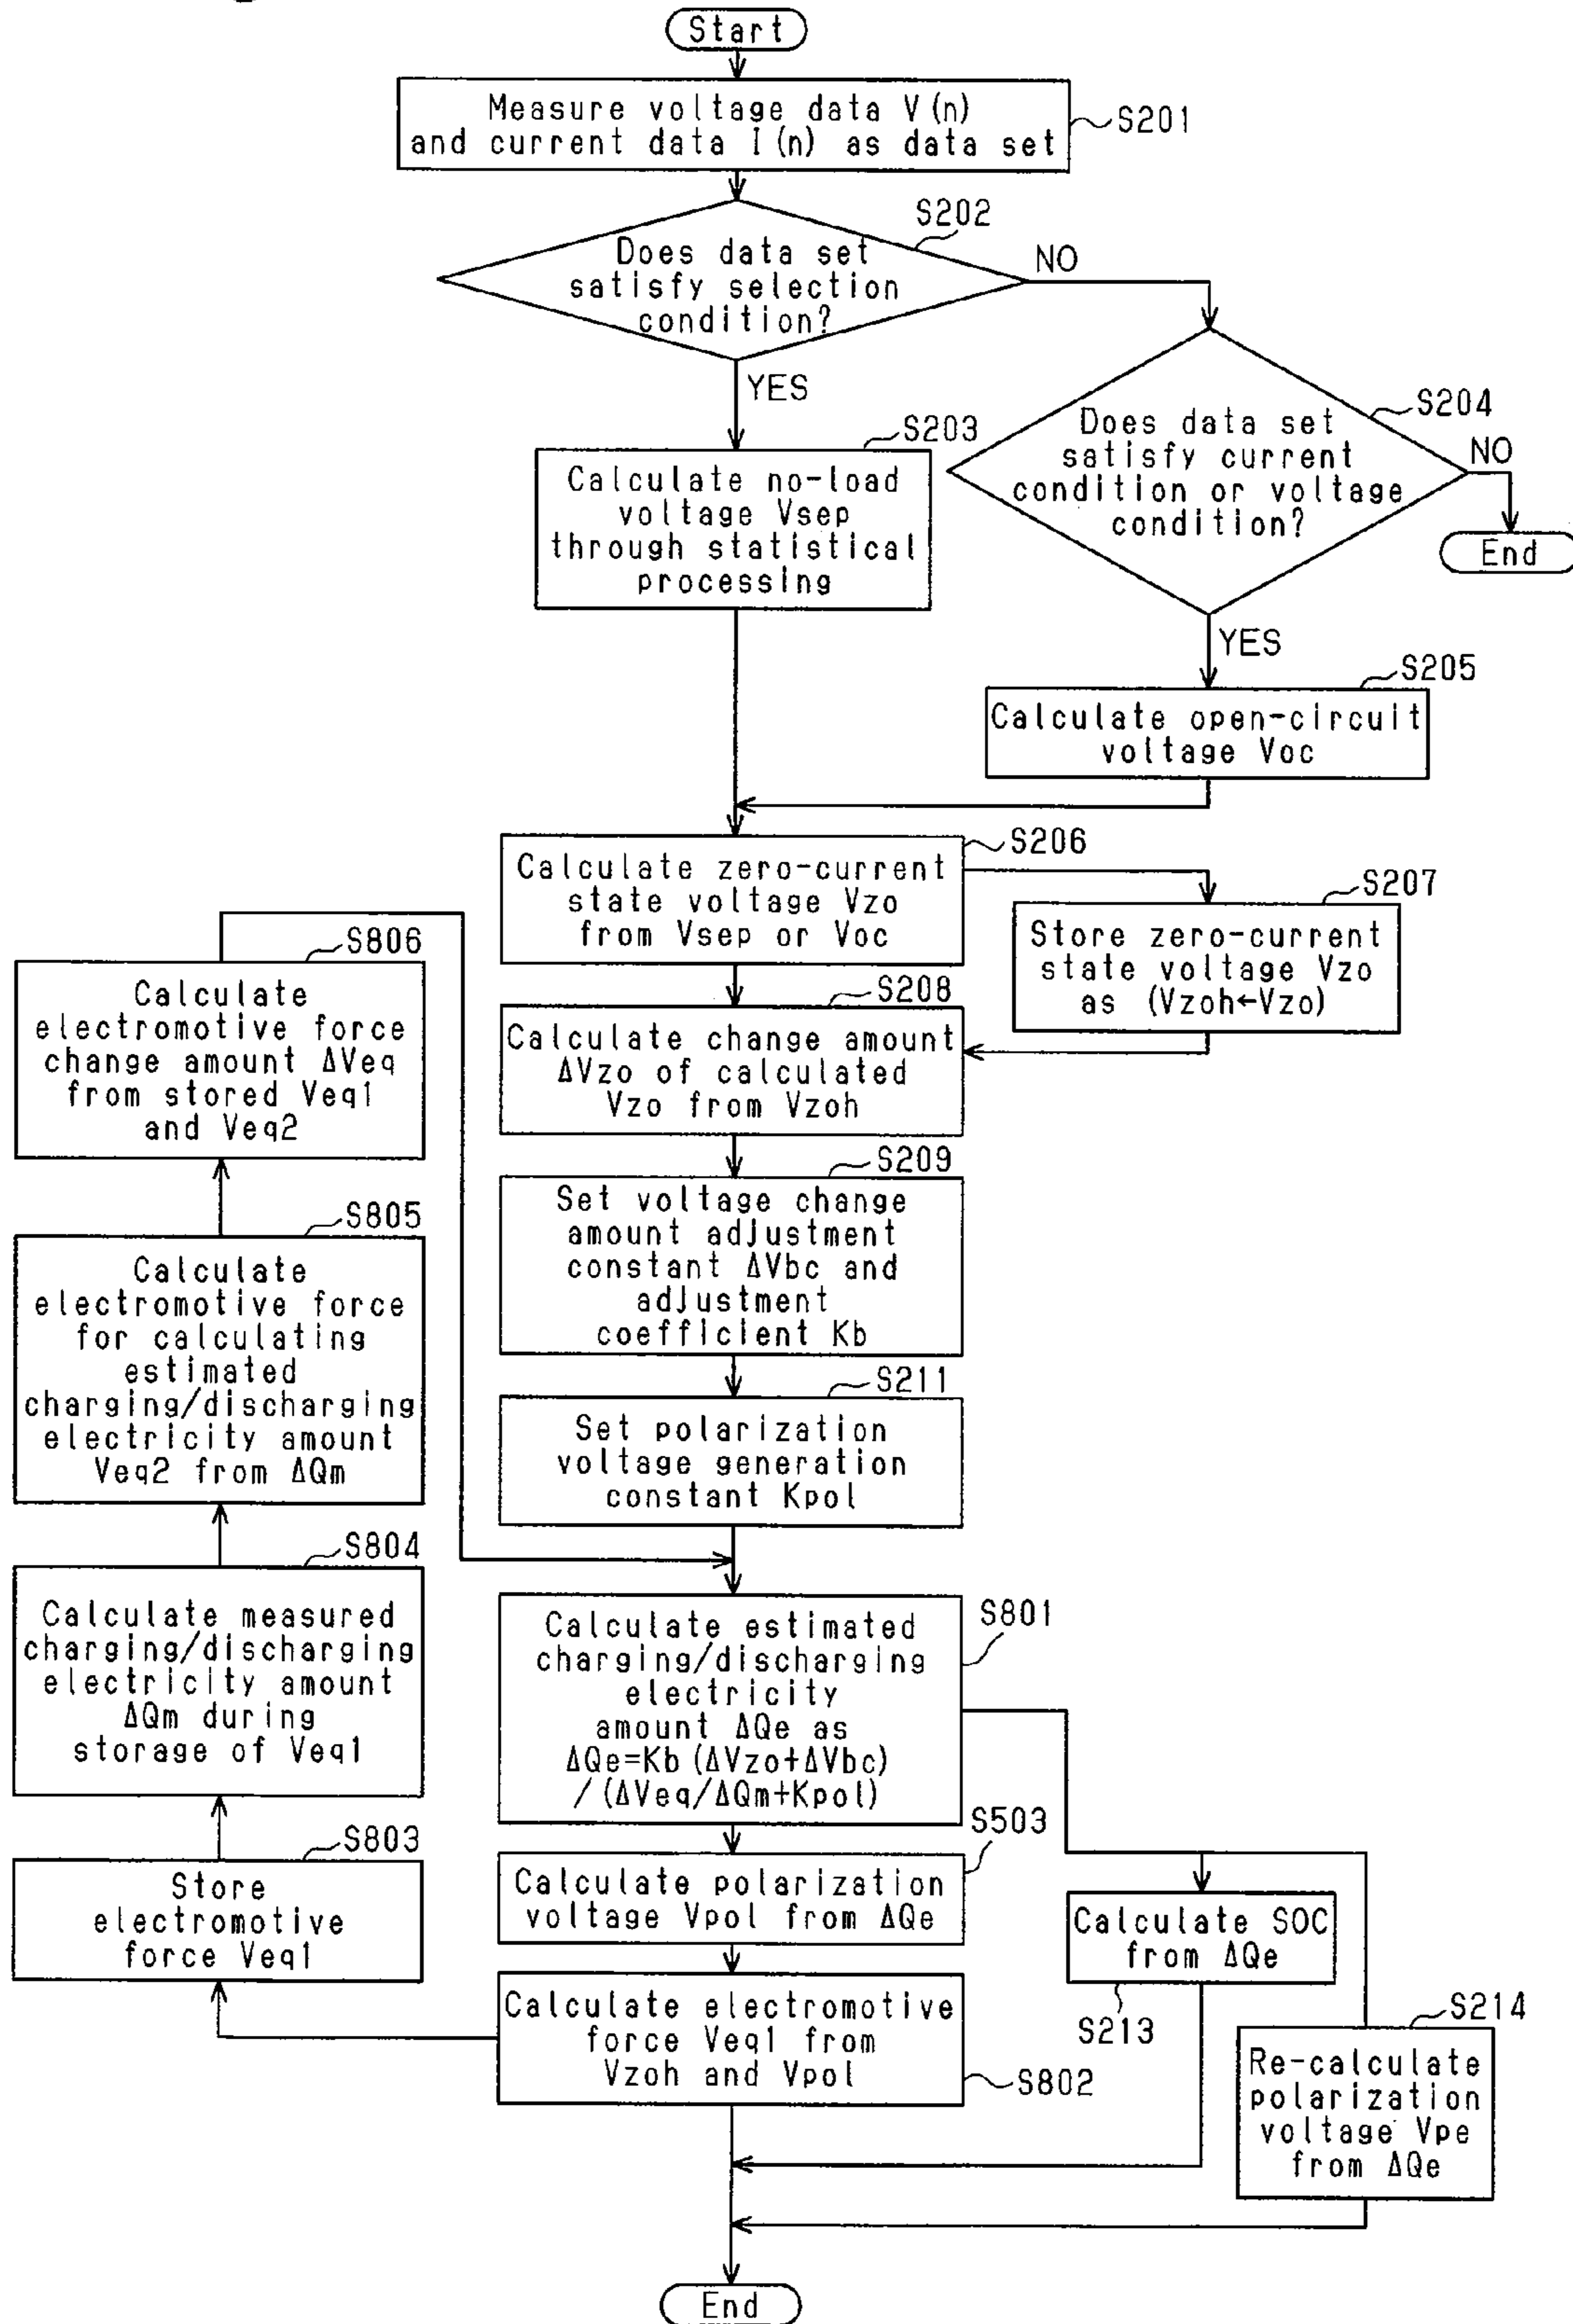 Start
Measure voltage data V(n)
and current data I(n) as data set
S201
S202
Does data set
satisfy selection
condition?
NO
YES
S203
Calculate no-load
voltage Vsep
through statistical
processing
S204
Does data set
satisfy current
condition or voltage
condition?
NO
End
YES
S205
Calculate open-circuit
voltage Voc
S206
Calculate zero-current
state voltage Vzo
from Vsep or Voc
S207
Store zero-current
state voltage Vzo
as (Vzoh←Vzo)
S208
Calculate change amount
ΔVzo of calculated
Vzo from Vzoh
S209
Set voltage change
amount adjustment
constant ΔVbc and
adjustment
coefficient Kb
S211
Set polarization
voltage generation
constant Kpol
S801
Calculate estimated
charging/discharging
electricity
amount ΔQe as
ΔQe=Kb(ΔVzo+ΔVbc)
/(ΔVeq/ΔQm+Kpol)
S503
Calculate polarization
voltage Vpol from ΔQe
Calculate electromotive
force Veq1 from
Vzoh and Vpol
S802
S803
Store
electromotive
force Veq1
S804
Calculate measured
charging/discharging
electricity amount
ΔQm during
storage of Veq1
S805
Calculate
electromotive force
for calculating
estimated
charging/discharging
electricity amount
Veq2 from ΔQm
S806
Calculate
electromotive force
change amount ΔVeq
from stored Veq1
and Veq2
Calculate SOC
from ΔQe
S213
S214
Re-calculate
polarization
voltage Vpe
from ΔQe
End